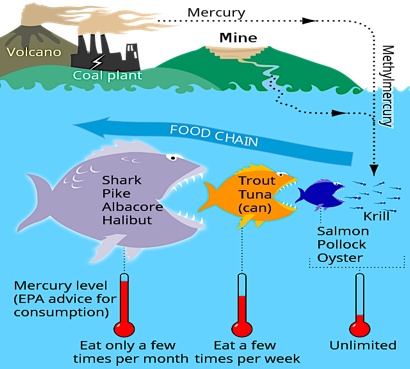 Mercury
Volcano
Mine
Coal plant
Methylmercury
FOOD CHAIN
Shark
Pike
Albacore
Halibut
Trout
Tuna
(can)
Krill
Salmon
Pollock
Oyster
Mercury level
(EPA advice for
consumption)
Eat only a few
times per month
Eat a few
times per week
Unlimited